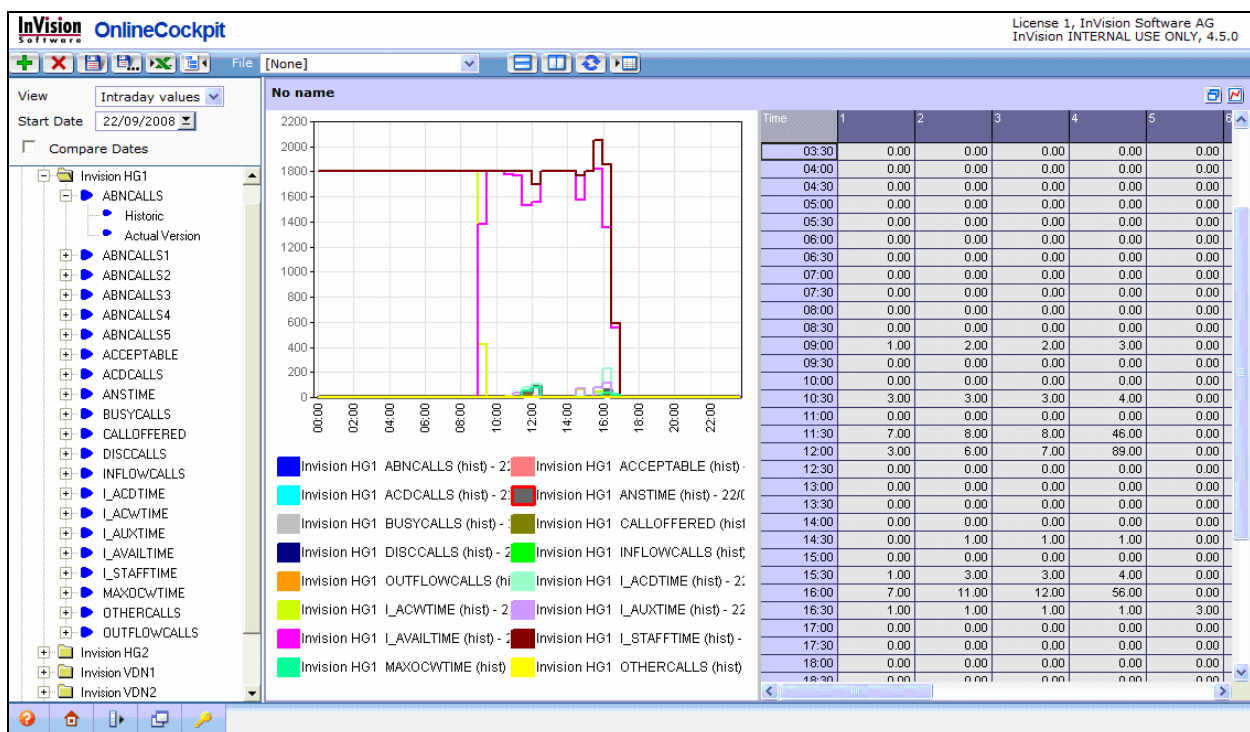 InVision
Software
OnlineCockpit
License 1, InVision Software AG
InVision INTERNAL USE ONLY, 4.5.0
File [None]
View Intraday values
Start Date 22/09/2008
Compare Dates
Invision HG1
ABNCALLS
Historic
Actual Version
ABNCALLS1
ABNCALLS2
ABNCALLS3
ABNCALLS4
ABNCALLS5
ACCEPTABLE
ACDCALLS
ANSTIME
BUSYCALLS
CALLOFFERED
DISCCALLS
INFLOWCALLS
I_ACDTIME
I_ACWTIME
I_AUXTIME
I_AVAILTIME
I_STAFFTIME
MAXOCWTIME
OTHERCALLS
OUTFLOWCALLS
Invision HG2
Invision VDN1
Invision VDN2
No name
2200
2000
1800
1600
1400
1200
1000
800
600
400
200
0
00:00 02:00 04:00 06:00 08:00 10:00 12:00 14:00 16:00 18:00 20:00 22:00
Invision HG1 ABNCALLS (hist) - 22 Invision HG1 ACCEPTABLE (hist) -
Invision HG1 ACDCALLS (hist) - 2 Invision HG1 ANSTIME (hist) - 22/0
Invision HG1 BUSYCALLS (hist) - Invision HG1 CALLOFFERED (hist
Invision HG1 DISCCALLS (hist) - 2 Invision HG1 INFLOWCALLS (hist)
Invision HG1 OUTFLOWCALLS (hi Invision HG1 I_ACDTIME (hist) - 22
Invision HG1 I_ACWTIME (hist) - 2 Invision HG1 I_AUXTIME (hist) - 22
Invision HG1 I_AVAILTIME (hist) - 2 Invision HG1 I_STAFFTIME (hist) -
Invision HG1 MAXOCWTIME (hist) Invision HG1 OTHERCALLS (hist)
Time 1 2 3 4 5 6
03:30 0.00 0.00 0.00 0.00 0.00
04:00 0.00 0.00 0.00 0.00 0.00
04:30 0.00 0.00 0.00 0.00 0.00
05:00 0.00 0.00 0.00 0.00 0.00
05:30 0.00 0.00 0.00 0.00 0.00
06:00 0.00 0.00 0.00 0.00 0.00
06:30 0.00 0.00 0.00 0.00 0.00
07:00 0.00 0.00 0.00 0.00 0.00
07:30 0.00 0.00 0.00 0.00 0.00
08:00 0.00 0.00 0.00 0.00 0.00
08:30 0.00 0.00 0.00 0.00 0.00
09:00 1.00 2.00 2.00 3.00 0.00
09:30 0.00 0.00 0.00 0.00 0.00
10:00 0.00 0.00 0.00 0.00 0.00
10:30 3.00 3.00 3.00 4.00 0.00
11:00 0.00 0.00 0.00 0.00 0.00
11:30 7.00 8.00 8.00 46.00 0.00
12:00 3.00 6.00 7.00 89.00 0.00
12:30 0.00 0.00 0.00 0.00 0.00
13:00 0.00 0.00 0.00 0.00 0.00
13:30 0.00 0.00 0.00 0.00 0.00
14:00 0.00 0.00 0.00 0.00 0.00
14:30 0.00 1.00 1.00 1.00 0.00
15:00 0.00 0.00 0.00 0.00 0.00
15:30 1.00 3.00 3.00 4.00 0.00
16:00 7.00 11.00 12.00 56.00 0.00
16:30 1.00 1.00 1.00 1.00 3.00
17:00 0.00 0.00 0.00 0.00 0.00
17:30 0.00 0.00 0.00 0.00 0.00
18:00 0.00 0.00 0.00 0.00 0.00
18:30 0.00 0.00 0.00 0.00 0.00